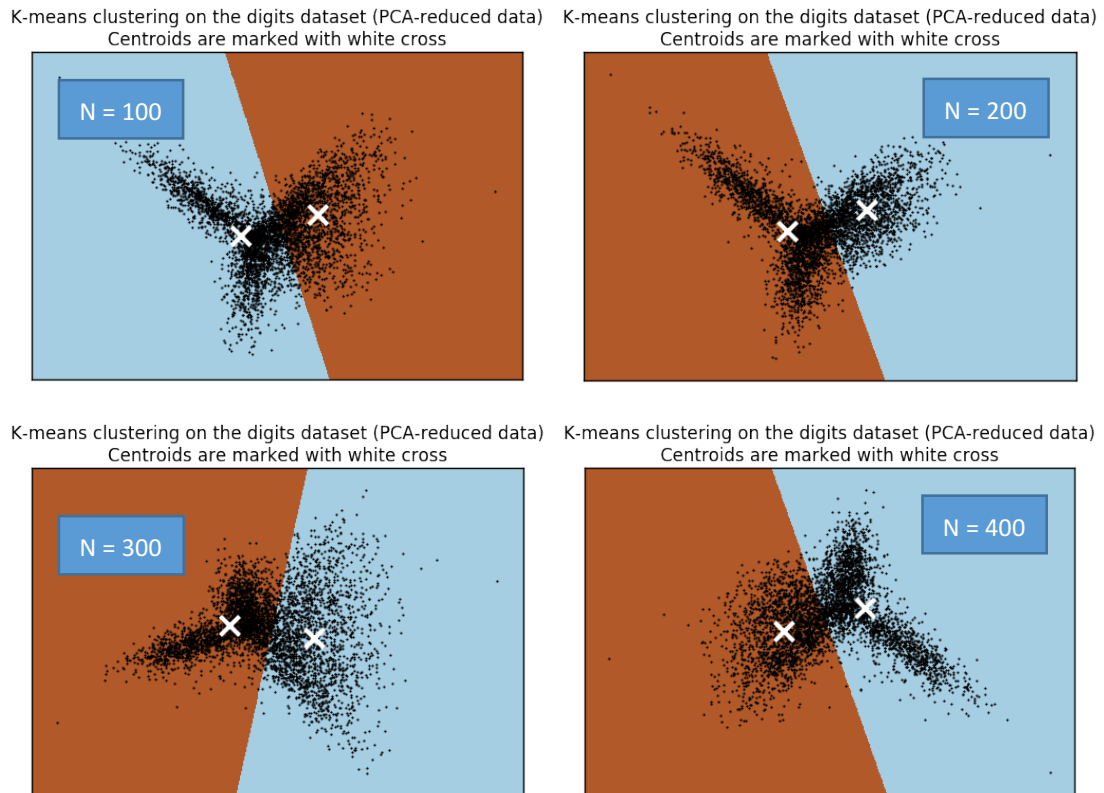 K-means clustering on the digits dataset (PCA-reduced data)
Centroids are marked with white cross
N = 100
K-means clustering on the digits dataset (PCA-reduced data)
Centroids are marked with white cross
N = 200
K-means clustering on the digits dataset (PCA-reduced data)
Centroids are marked with white cross
N = 300
K-means clustering on the digits dataset (PCA-reduced data)
Centroids are marked with white cross
N = 400